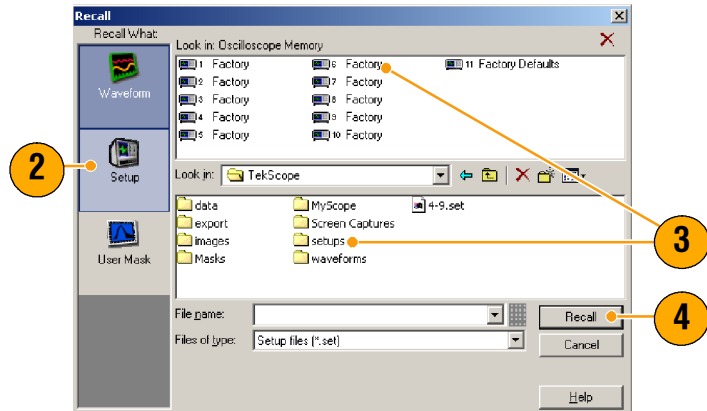 Recall
Recall What:
Waveform
Setup
User Mask
Look in: Oscilloscope Memory
1 Factory
2 Factory
3 Factory
4 Factory
5 Factory
6 Factory
7 Factory
8 Factory
9 Factory
10 Factory
11 Factory Defaults
Look in: TekScope
data
export
images
Masks
MyScope
Screen Captures
setups
waveforms
4-9.set
File name:
Files of type: Setup files (*.set)
Recall
Cancel
Help
2
3
4